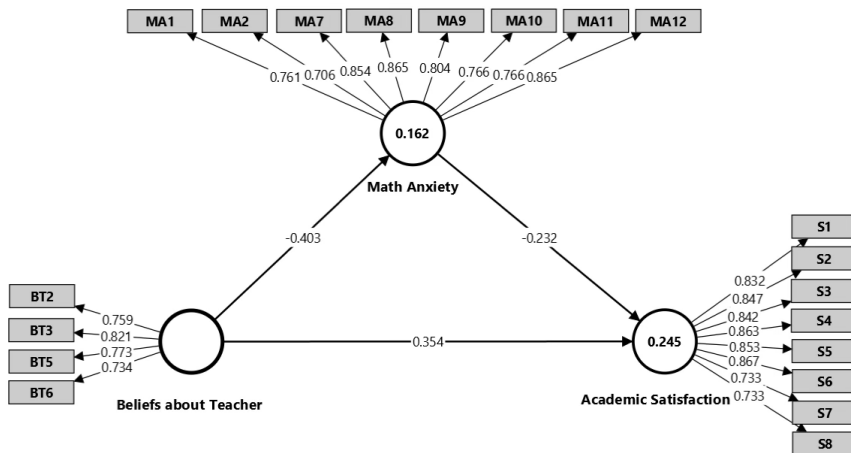 MA1 MA2 MA7 MA8 MA9 MA10 MA11 MA12
0.761 0.706 0.854 0.865 0.804 0.766 0.766 0.865
0.162
Math Anxiety
-0.403 -0.232
S1
S2
S3
S4
S5
S6
S7
S8
0.832
0.847
0.842
0.863
0.853
0.867
0.733
0.733
BT2
BT3
BT5
BT6
0.759
0.821
0.773
0.734
0.354
0.245
Beliefs about Teacher
Academic Satisfaction